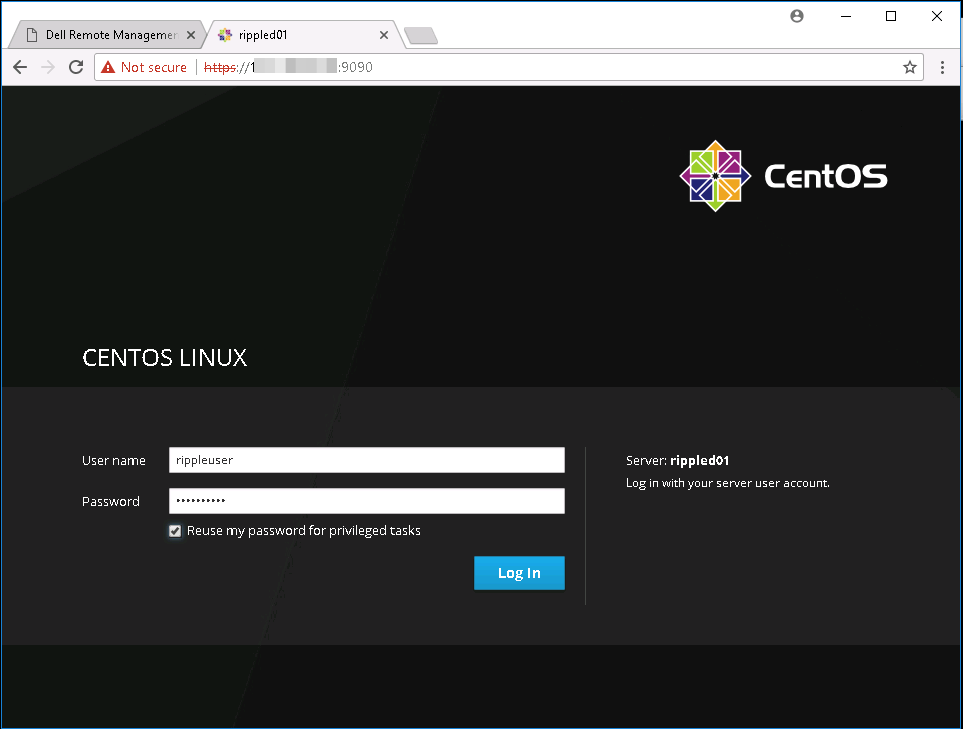 Dell Remote Managemen
rippled01
Not secure
https://1
:9090
CentOS
CENTOS LINUX
User name
rippleuser
Password
••••••••••
Reuse my password for privileged tasks
Log In
Server: rippled01
Log in with your server user account.